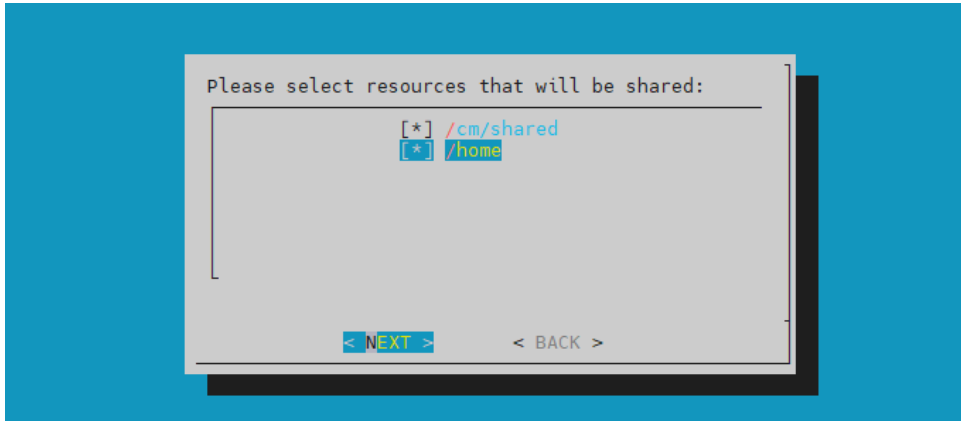 Please select resources that will be shared:
[*] /cm/shared
[*] /home
< NEXT > < BACK >